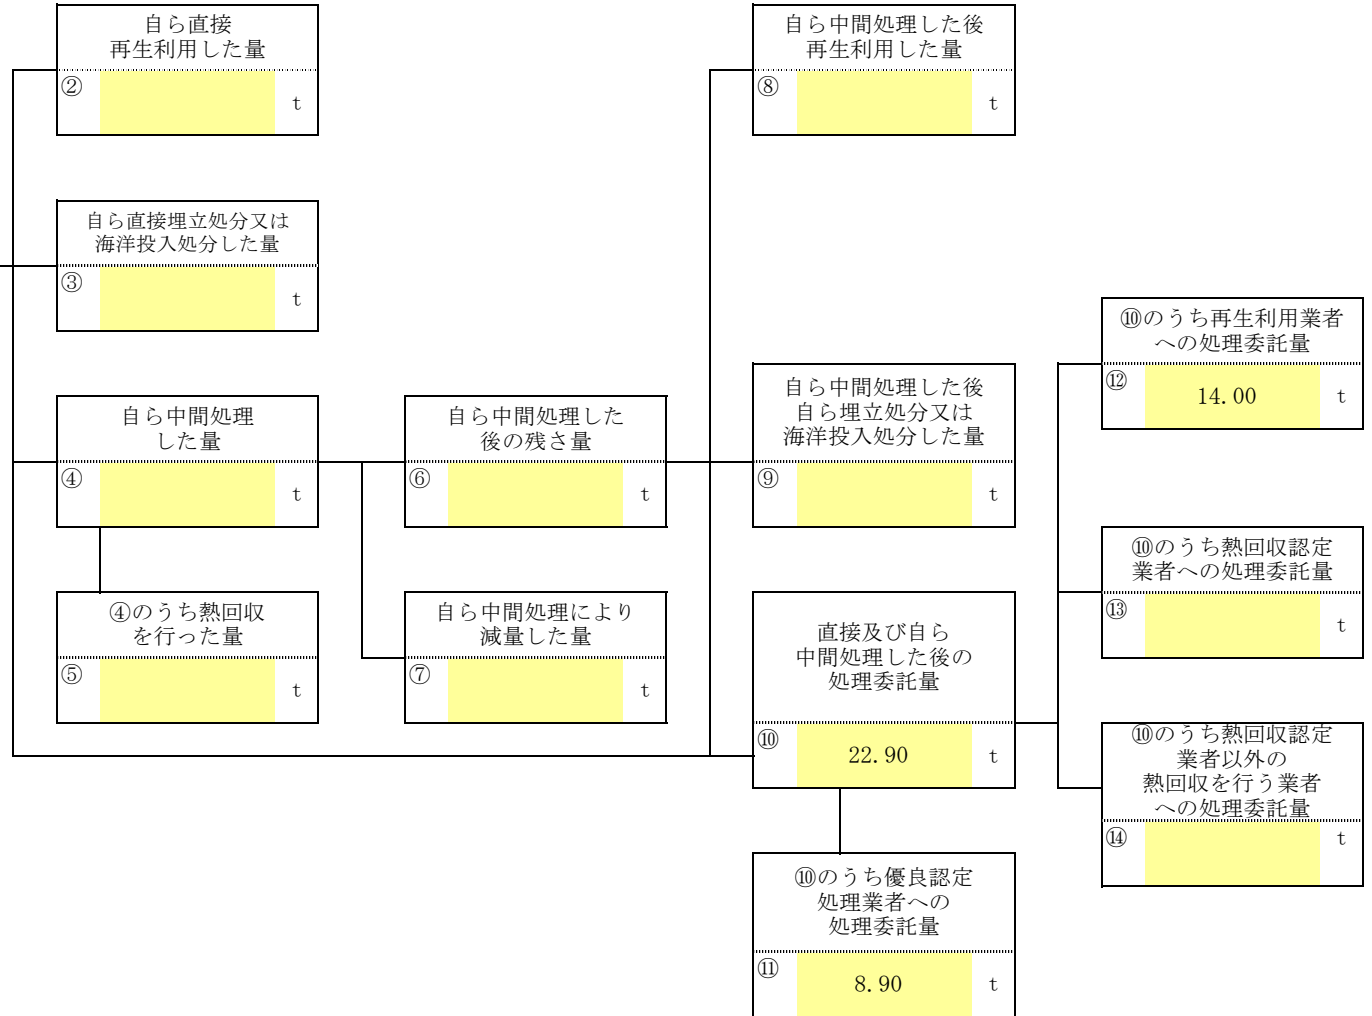 自ら直接
再生利用した量
②
t
自ら中間処理した後
再生利用した量
⑧
t
自ら直接埋立処分又は
海洋投入処分した量
③
t
⑩のうち再生利用業者
への処理委託量
⑫
14.00
t
自ら中間処理
した量
④
t
自ら中間処理した
後の残さ量
⑥
t
自ら中間処理した後
自ら埋立処分又は
海洋投入処分した量
⑨
t
⑩のうち熱回収認定
業者への処理委託量
⑬
t
④のうち熱回収
を行った量
⑤
t
自ら中間処理により
減量した量
⑦
t
直接及び自ら
中間処理した後の
処理委託量
⑩
22.90
t
⑩のうち熱回収認定
業者以外の
熱回収を行う業者
への処理委託量
⑭
t
⑩のうち優良認定
処理業者への
処理委託量
⑪
8.90
t